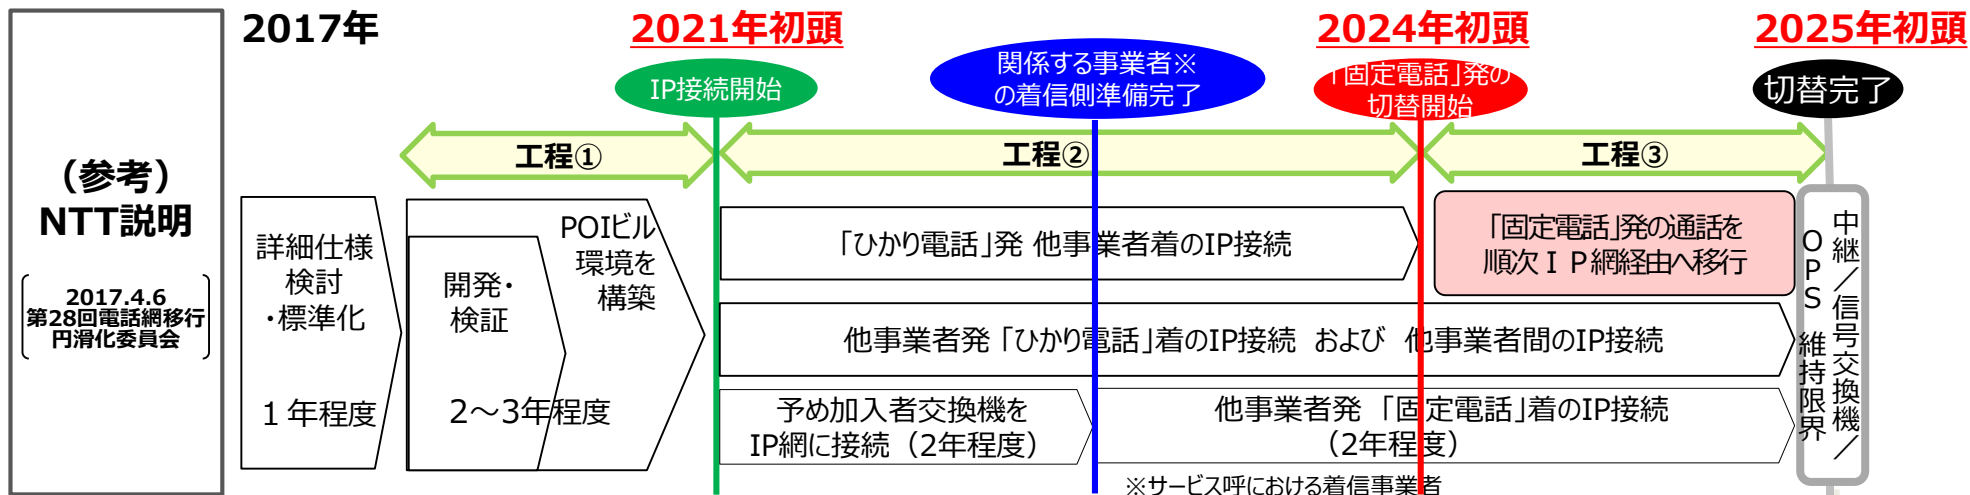 （参考）
NTT説明
2017.4.6
第28回電話網移行
円滑化委員会
2017年
2021年初頭
2024年初頭
2025年初頭
IP接続開始
関係する事業者※
の着信側準備完了
「固定電話」発の
切替開始
切替完了
工程①
工程②
工程③
詳細仕様
検討
・標準化
１年程度
開発・
検証
POIビル
環境を
構築
2～3年程度
「ひかり電話」発 他事業者着のIP接続
「固定電話」発の通話を
順次ＩＰ網経由へ移行
他事業者発「ひかり電話」着のIP接続 および 他事業者間のIP接続
予め加入者交換機を
IP網に接続（2年程度）
他事業者発 「固定電話」着のIP接続
（2年程度）
中継／信号交換機／
OPS 維持限界
※サービス呼における着信事業者